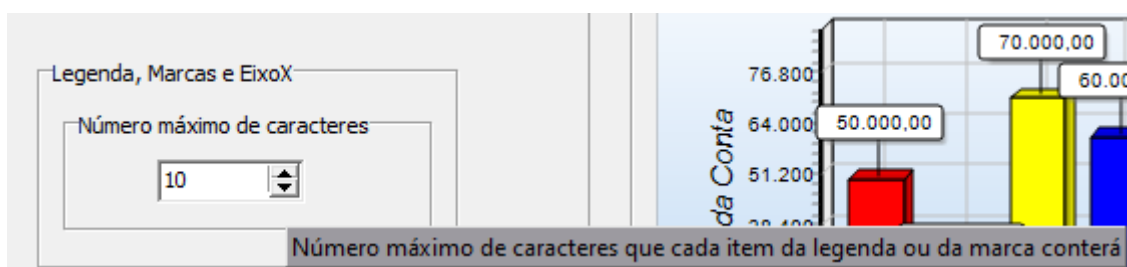 Legenda, Marcas e EixoX
Número máximo de caracteres
10
70.000,00
76.800
64.000
50.000,00
51.200
da Conta
Número máximo de caracteres que cada item da legenda ou da marca conterá